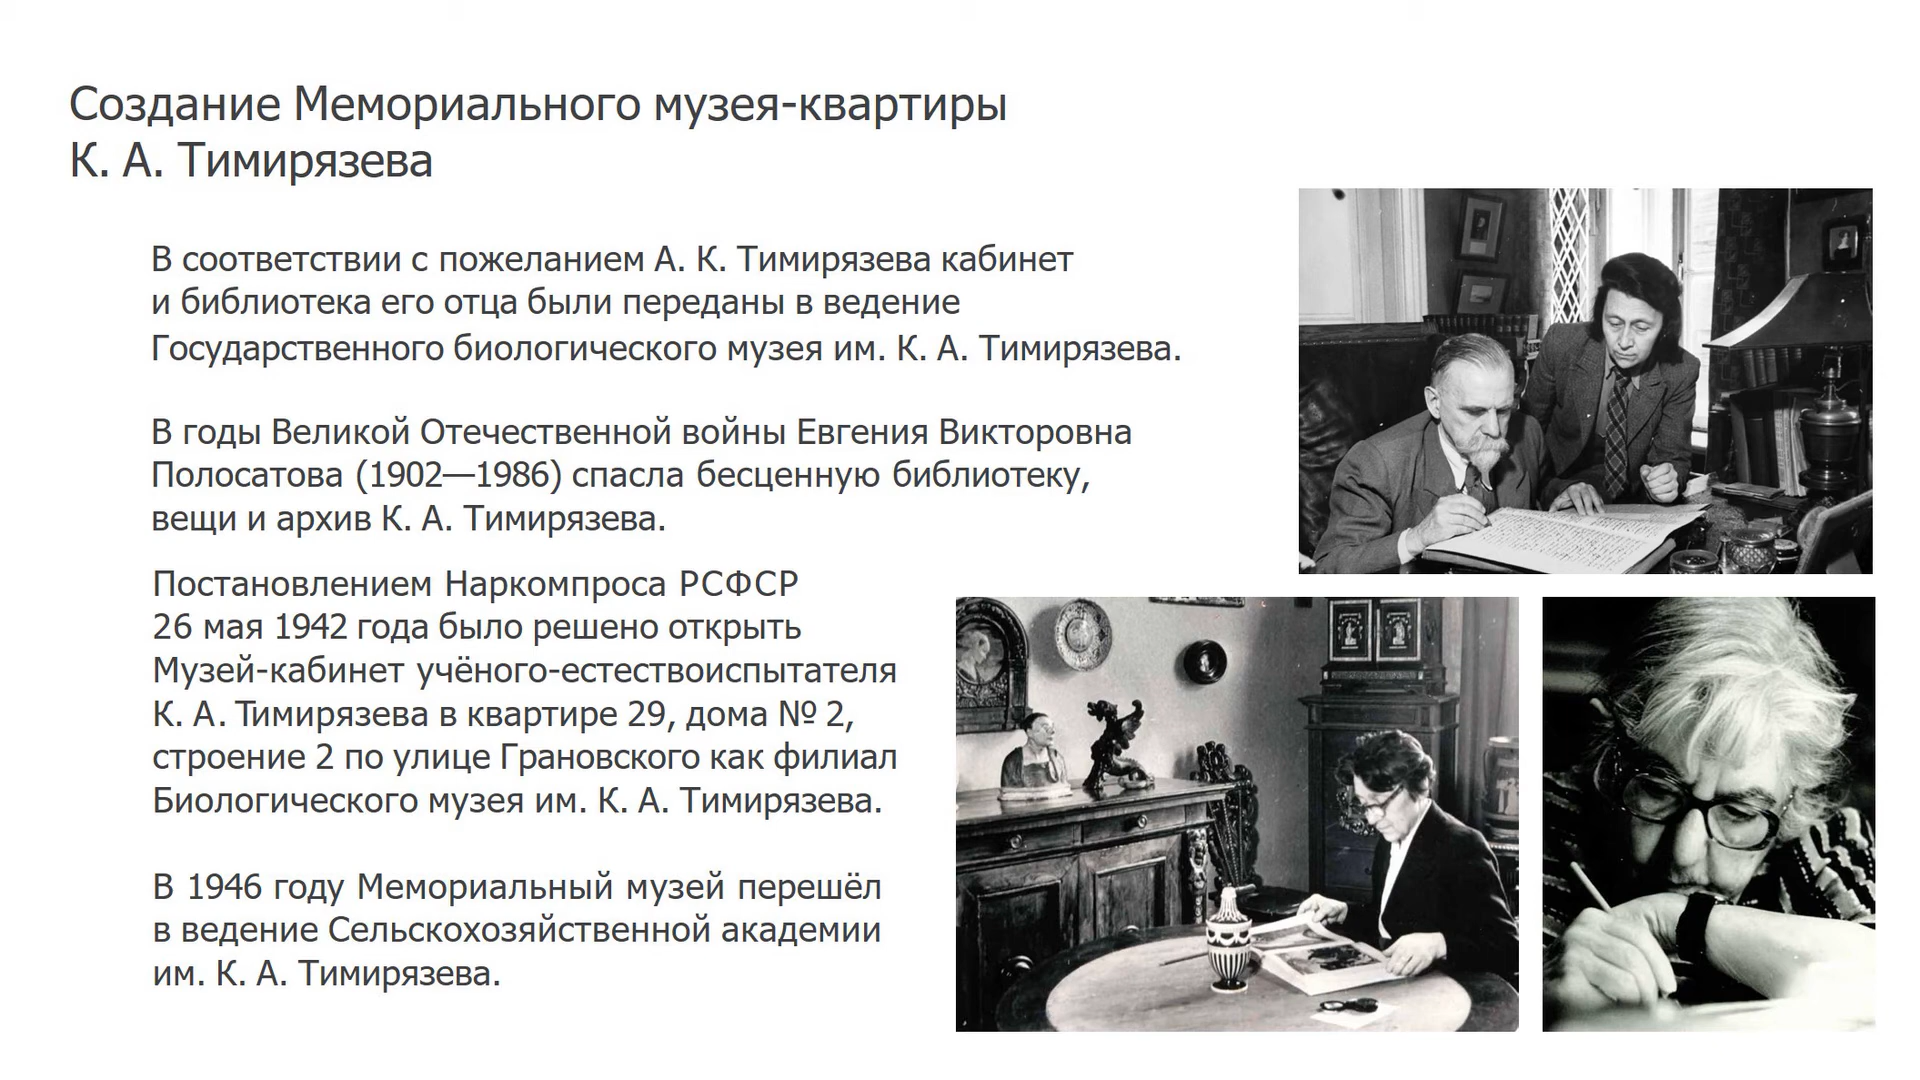 Создание Мемориального музея-квартиры
К. А. Тимирязева
В соответствии с пожеланием А. К. Тимирязева кабинет
и библиотека его отца были переданы в ведение
Государственного биологического музея им. К. А. Тимирязева.
В годы Великой Отечественной войны Евгения Викторовна
Полосатова (1902—1986) спасла бесценную библиотеку,
вещи и архив К. А. Тимирязева.
Постановлением Наркомпроса РСФСР
26 мая 1942 года было решено открыть
Музей-кабинет учёного-естествоиспытателя
К. А. Тимирязева в квартире 29, дома № 2,
строение 2 по улице Грановского как филиал
Биологического музея им. К. А. Тимирязева.
В 1946 году Мемориальный музей перешёл
в ведение Сельскохозяйственной академии
им. К. А. Тимирязева.